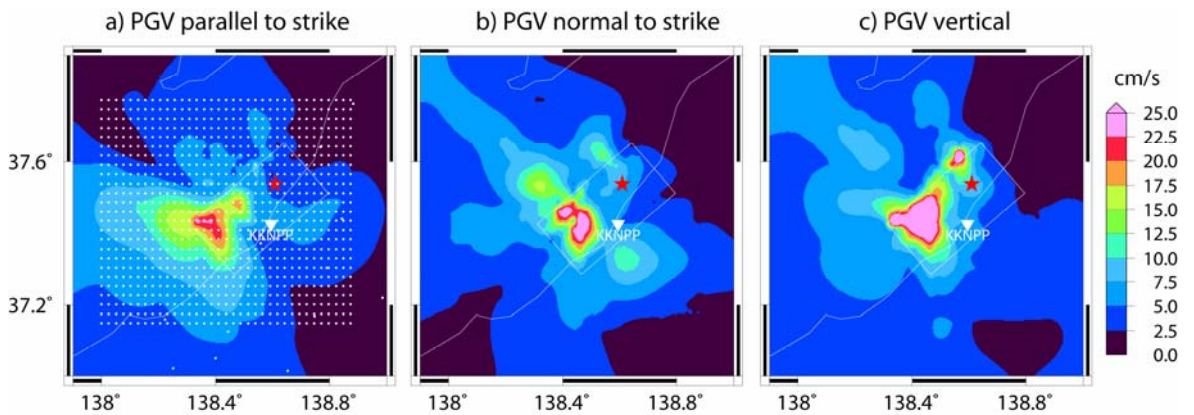 a) PGV parallel to strike
b) PGV normal to strike
c) PGV vertical
cm/s
25.0
22.5
20.0
17.5
15.0
12.5
10.0
7.5
5.0
2.5
0.0
37.6°
37.2°
KKNPP
KKNPP
KKNPP
138° 138.4° 138.8°
138° 138.4° 138.8°
138° 138.4° 138.8°